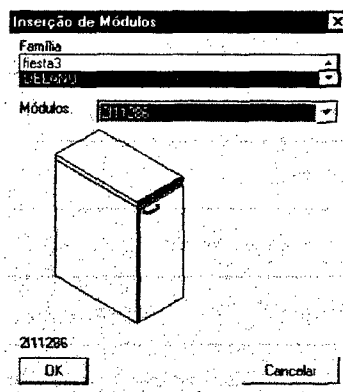 Inserção de Módulos
Família
fiesta3
Módulos
2111286
2111286
OK
Cancelar